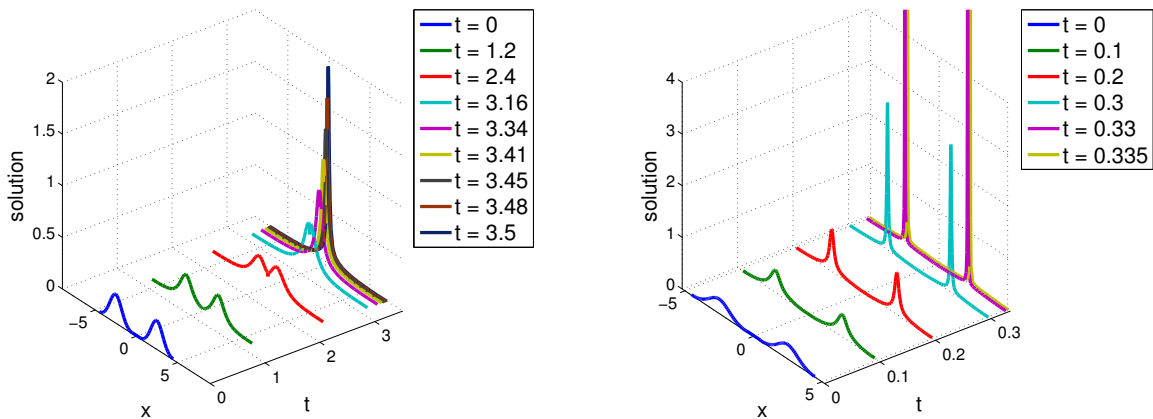 t = 0
t = 1.2
t = 2.4
t = 3.16
t = 3.34
t = 3.41
t = 3.45
t = 3.48
t = 3.5
2
1.5
1
0.5
0
solution
−5
0
5
x
0
1
2
3
t
t = 0
t = 0.1
t = 0.2
t = 0.3
t = 0.33
t = 0.335
4
3
2
1
0
solution
−5
0
5
x
0
0.1
0.2
0.3
t